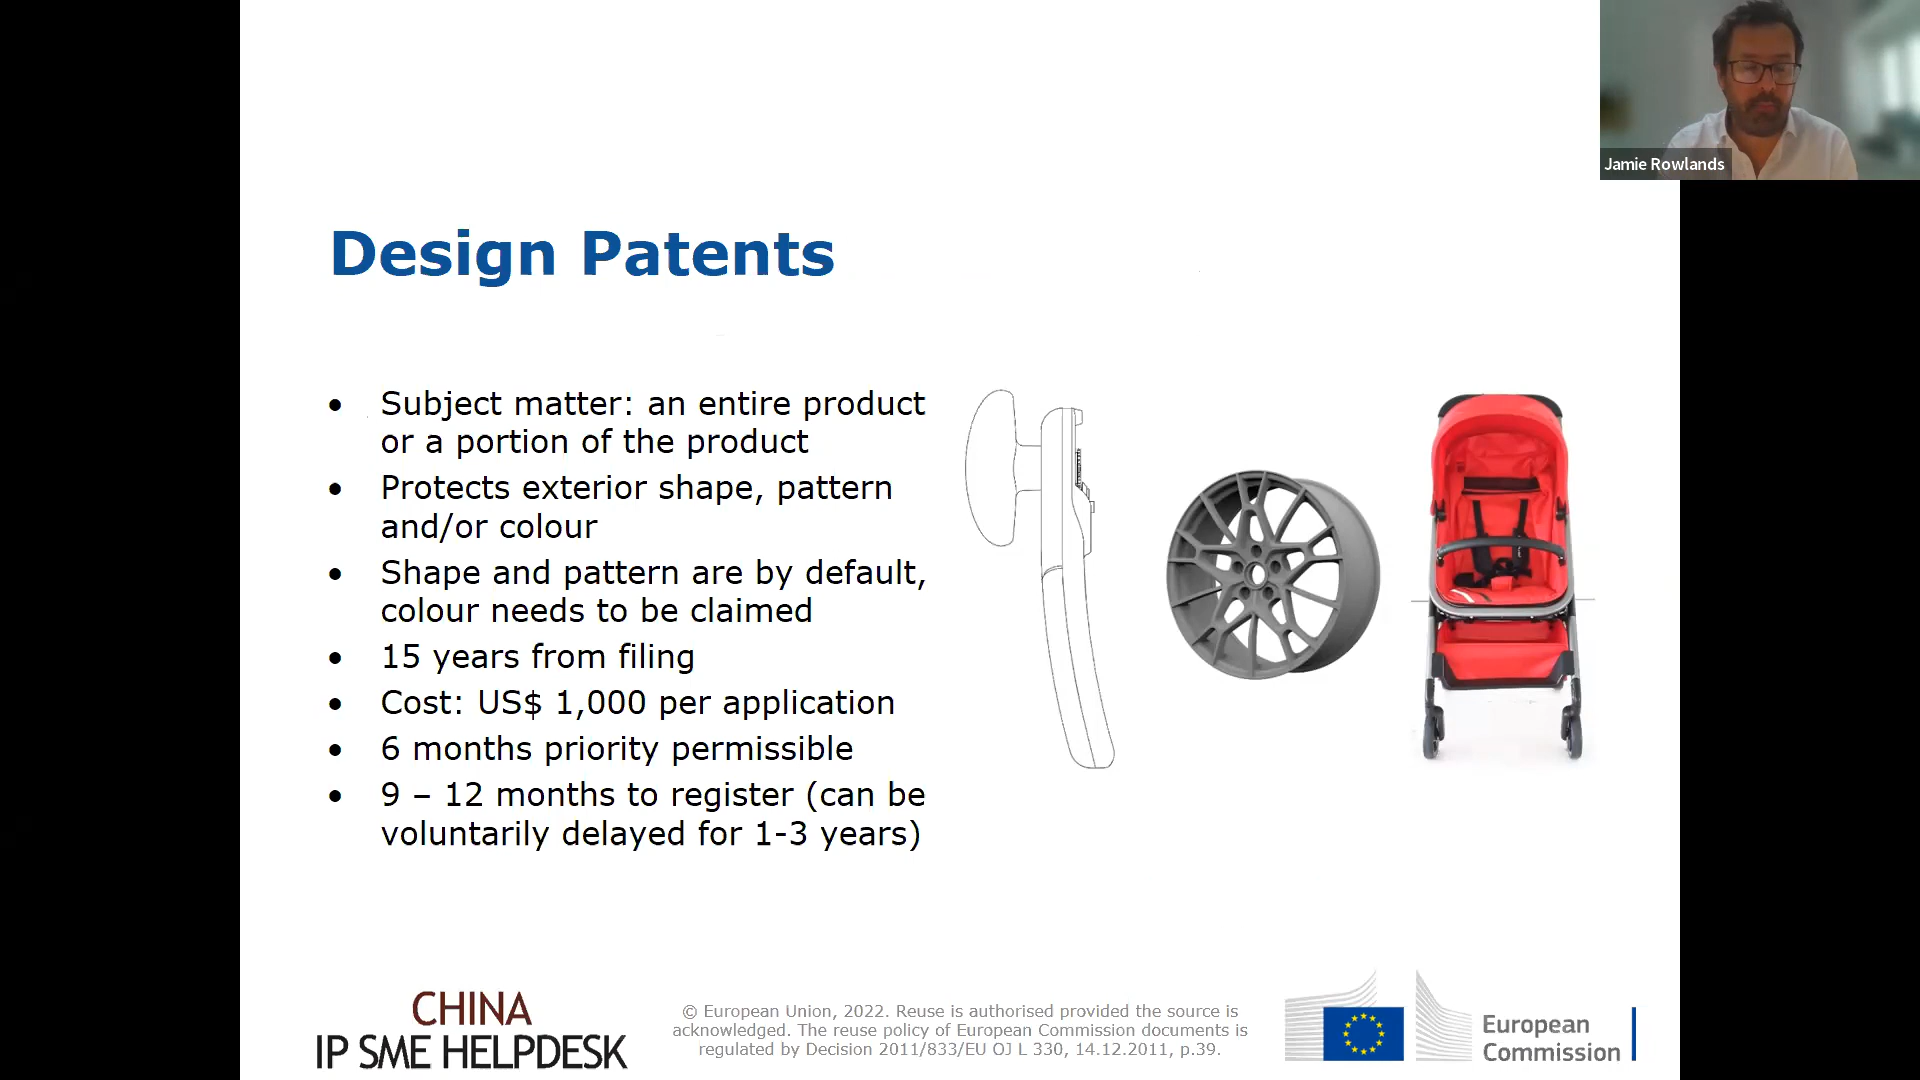 Jamie Rowlands
Design Patents
• Subject matter: an entire product
or a portion of the product
• Protects exterior shape, pattern
and/or colour
• Shape and pattern are by default,
colour needs to be claimed
• 15 years from filing
• Cost: US$ 1,000 per application
• 6 months priority permissible
• 9 – 12 months to register (can be
voluntarily delayed for 1-3 years)
CHINA
IP SME HELPDESK
© European Union, 2022. Reuse is authorised provided the source is
acknowledged. The reuse policy of European Commission documents is
regulated by Decision 2011/833/EU OJ L 330, 14.12.2011, p.39.
European
Commission